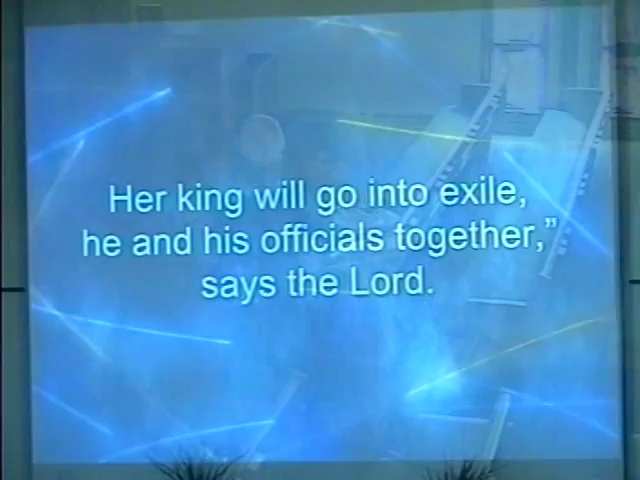 Her king will go into exile,
he and his officials together,”
says the Lord.